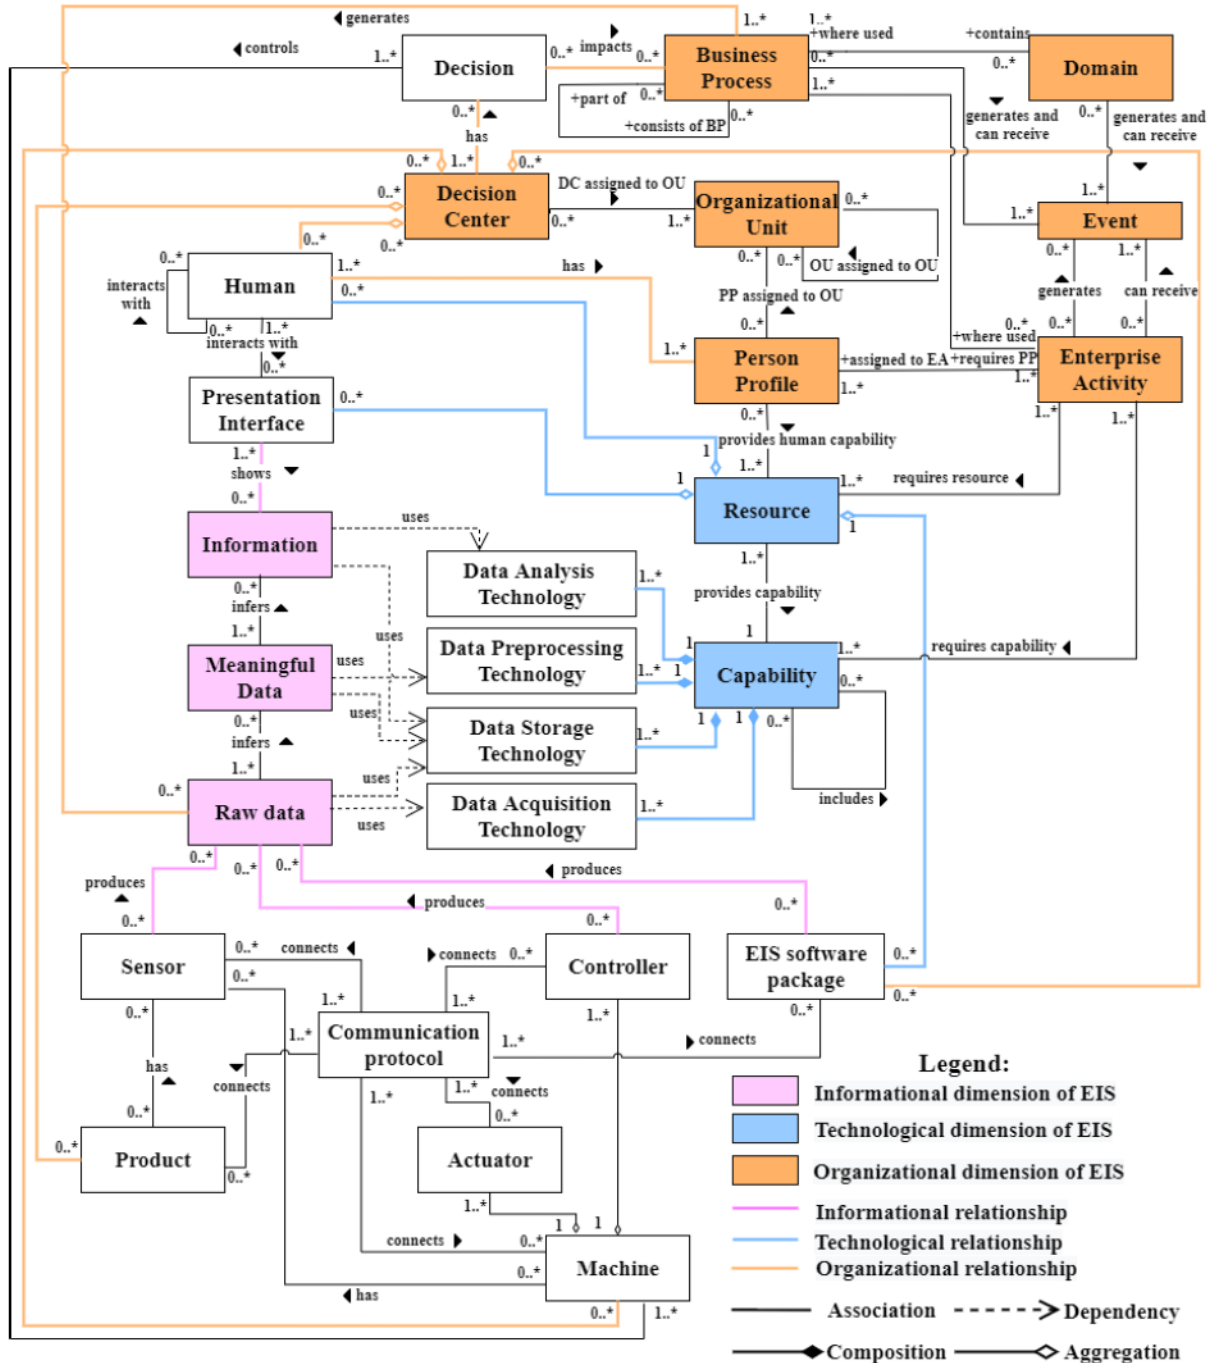 generates
1..*
1..*
controls
1..*
Decision
0..*
impacts
0..*
Business
Process
+where used
0..*
1..*
+contains
0..*
Domain
+part of
0..*
+consists of BP
0..*
0..*
has
generates and
can receive
0..*
generates and
can receive
0..*
1..*
0..*
0..*
Decision
Center
DC assigned to OU
0..*
1..*
Organizational
Unit
0..*
1..*
1..*
Event
0..*
0..*
0..*
0..*
0..*
OU assigned to OU
0..*
1..*
0..*
Human
1..*
0..*
has
interacts
with
PP assigned to OU
generates
can receive
0..*
1..*
interacts with
0..*
0..*
+where used
0..*
0..*
0..*
1..*
Person
Profile
+assigned to EA
+requires PP
1..*
1..*
Enterprise
Activity
Presentation
Interface
0..*
0..*
1..*
1..*
provides human capability
1
1..*
1..*
shows
0..*
1
Resource
1..*
requires resource
1
Information
uses
1..*
0..*
infers
1..*
Data Analysis
Technology
1..*
provides capability
uses
1
Meaningful
Data
uses
Data Preprocessing
Technology
1..*
1
1
Capability
1..*
requires capability
0..*
0..*
uses
infers
1..*
Data Storage
Technology
1..*
1
1
0..*
0..*
Raw data
uses
uses
Data Acquisition
Technology
1..*
includes
0..*
0..*
0..*
produces
produces
produces
0..*
0..*
0..*
Sensor
0..*
0..*
connects
connects
0..*
Controller
EIS software
package
0..*
0..*
0..*
1..*
1..*
1..*
0..*
1..*
Communication
protocol
1..*
connects
has
connects
1..*
1..*
connects
0..*
0..*
0..*
Product
0..*
Actuator
1..*
1
1
connects
0..*
0..*
Machine
has
0..*
1..*
Legend:
Informational dimension of EIS
Technological dimension of EIS
Organizational dimension of EIS
Informational relationship
Technological relationship
Organizational relationship
Association
Dependency
Composition
Aggregation